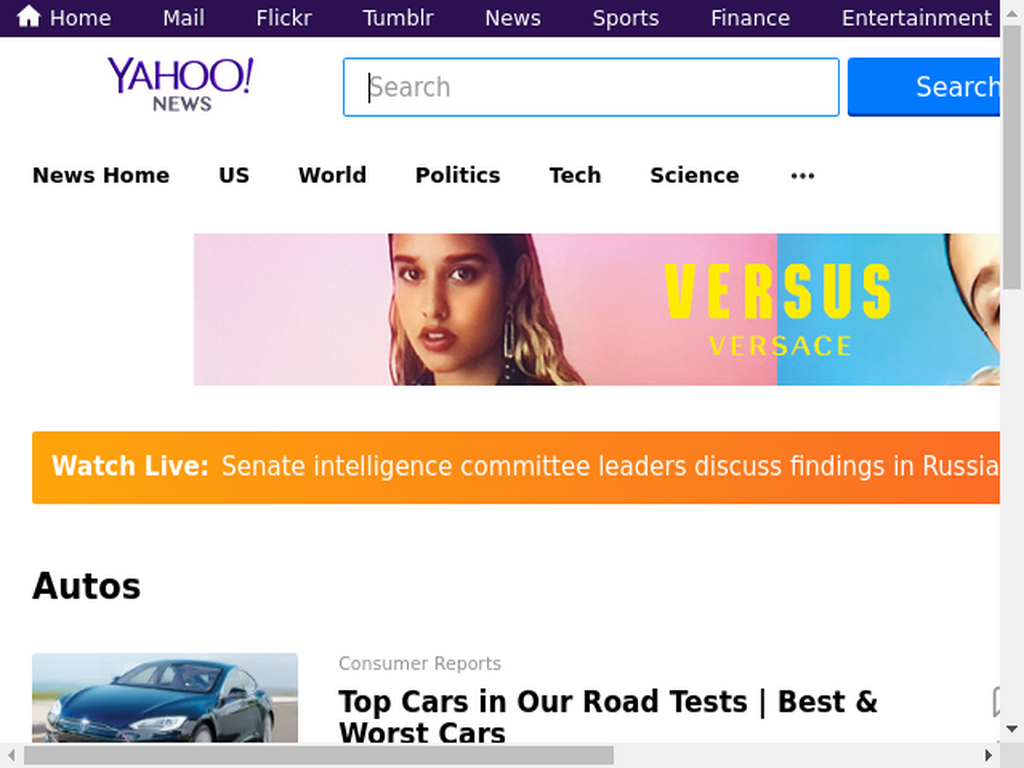 Home Mail Flickr Tumblr News Sports Finance Entertainment
YAHOO!
NEWS
Search
Search
News Home US World Politics Tech Science ...
VERSUS
VERSACE
Watch Live: Senate intelligence committee leaders discuss findings in Russia
Autos
Consumer Reports
Top Cars in Our Road Tests | Best &
Worst Cars